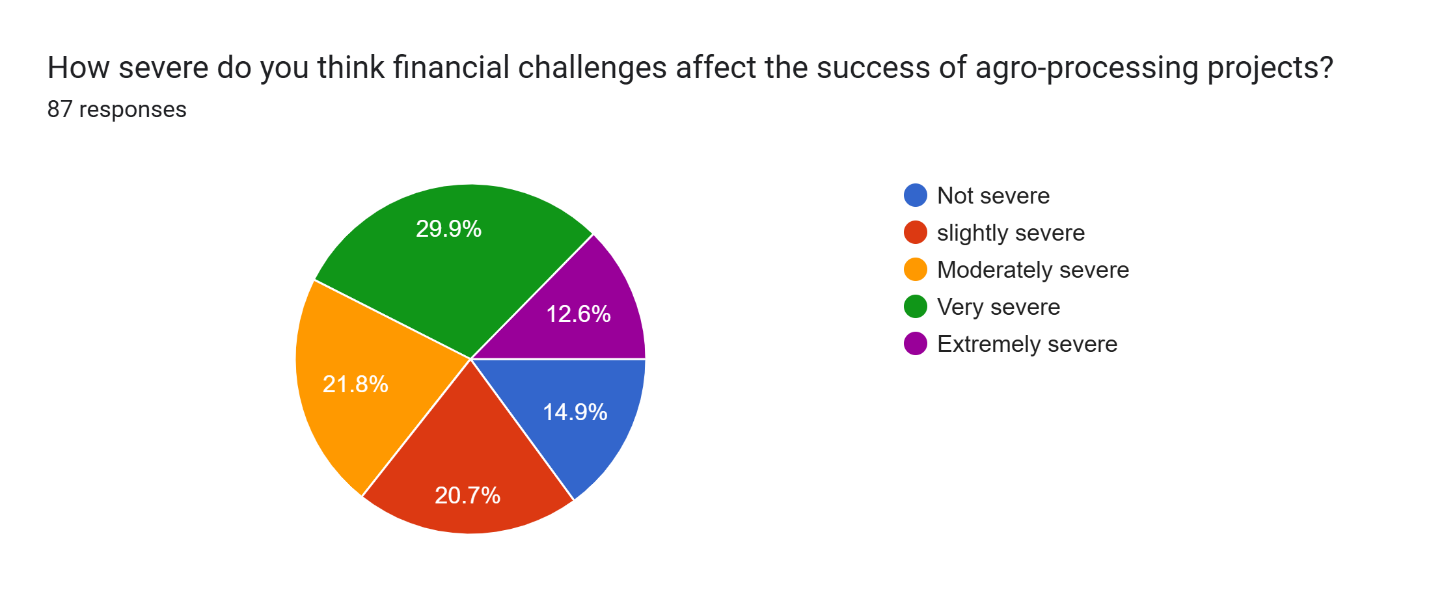 How severe do you think financial challenges affect the success of agro-processing projects?
87 responses
29.9%
12.6%
21.8%
14.9%
20.7%
Not severe
slightly severe
Moderately severe
Very severe
Extremely severe